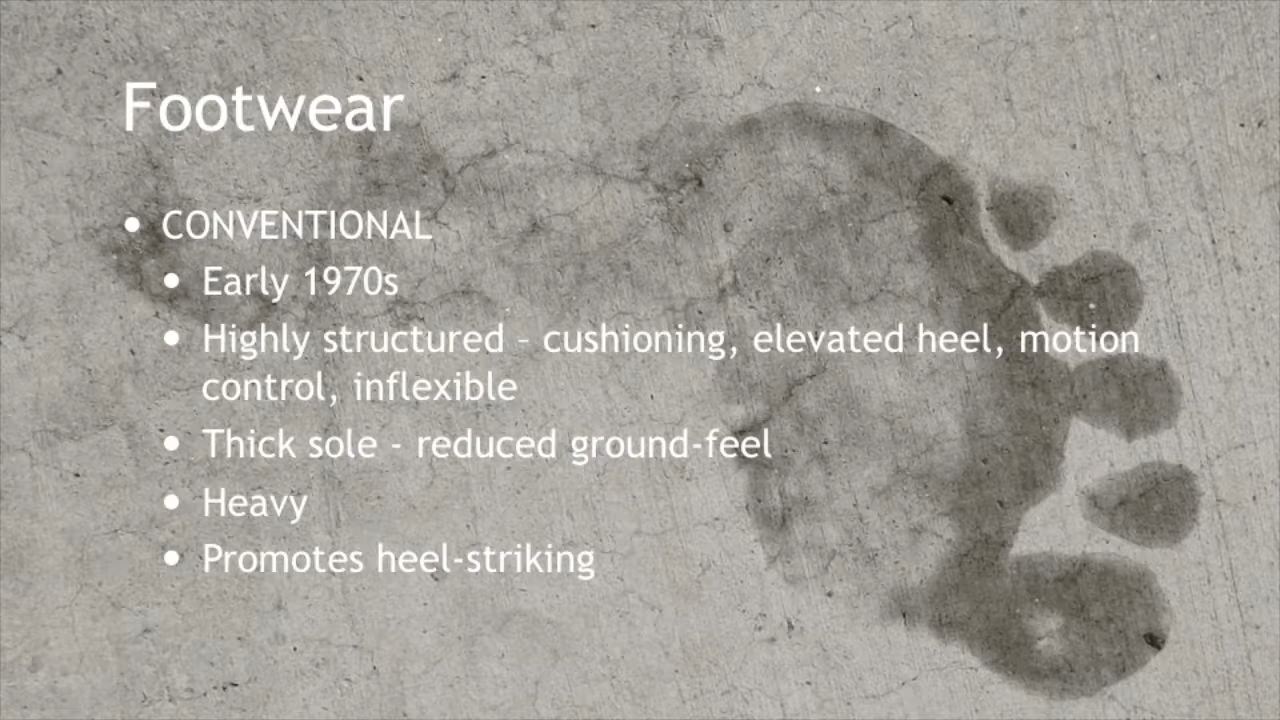 Footwear
• CONVENTIONAL
• Early 1970s
• Highly structured – cushioning, elevated heel, motion
control, inflexible
• Thick sole - reduced ground-feel
• Heavy
• Promotes heel-striking